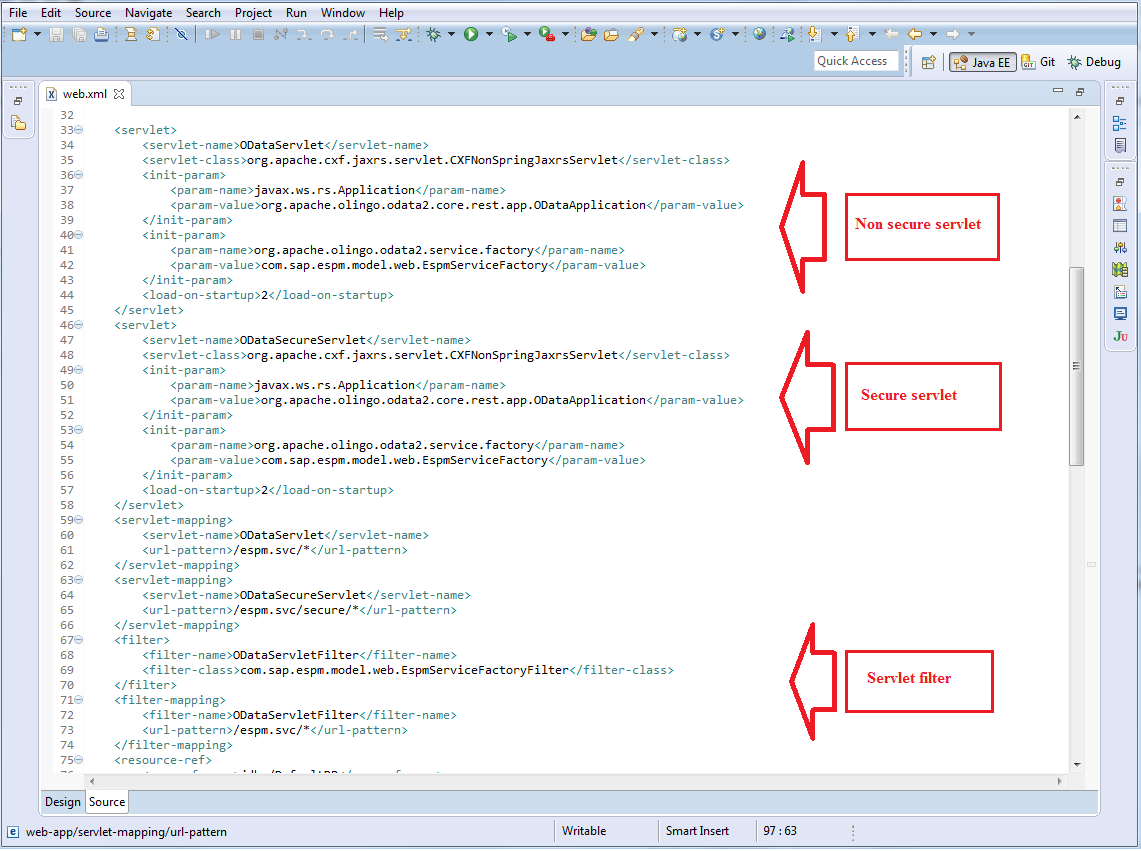 File Edit Source Navigate Search Project Run Window Help
Quick Access
Java EE
Git
Debug
web.xml
32
33 <servlet>
34 <servlet-name>ODataServlet</servlet-name>
35 <servlet-class>org.apache.cxf.jaxrs.servlet.CXFNonSpringJaxrsServlet</servlet-class>
36 <init-param>
37 <param-name>javax.ws.rs.Application</param-name>
38 <param-value>org.apache.olingo.odata2.core.rest.app.ODataApplication</param-value>
39 </init-param>
40 <init-param>
41 <param-name>org.apache.olingo.odata2.service.factory</param-name>
42 <param-value>com.sap.espm.model.web.EspmServiceFactory</param-value>
43 </init-param>
44 <load-on-startup>2</load-on-startup>
45 </servlet>
Non secure servlet
46 <servlet>
47 <servlet-name>ODataSecureServlet</servlet-name>
48 <servlet-class>org.apache.cxf.jaxrs.servlet.CXFNonSpringJaxrsServlet</servlet-class>
49 <init-param>
50 <param-name>javax.ws.rs.Application</param-name>
51 <param-value>org.apache.olingo.odata2.core.rest.app.ODataApplication</param-value>
52 </init-param>
53 <init-param>
54 <param-name>org.apache.olingo.odata2.service.factory</param-name>
55 <param-value>com.sap.espm.model.web.EspmServiceFactory</param-value>
56 </init-param>
57 <load-on-startup>2</load-on-startup>
58 </servlet>
Secure servlet
59 <servlet-mapping>
60 <servlet-name>ODataServlet</servlet-name>
61 <url-pattern>/espm.svc/*</url-pattern>
62 </servlet-mapping>
63 <servlet-mapping>
64 <servlet-name>ODataSecureServlet</servlet-name>
65 <url-pattern>/espm.svc/secure/*</url-pattern>
66 </servlet-mapping>
67 <filter>
68 <filter-name>ODataServletFilter</filter-name>
69 <filter-class>com.sap.espm.model.web.EspmServiceFactoryFilter</filter-class>
70 </filter>
71 <filter-mapping>
72 <filter-name>ODataServletFilter</filter-name>
73 <url-pattern>/espm.svc/*</url-pattern>
74 </filter-mapping>
75 <resource-ref>
Servlet filter
Design Source
web-app/servlet-mapping/url-pattern Writable Smart Insert 97 : 63